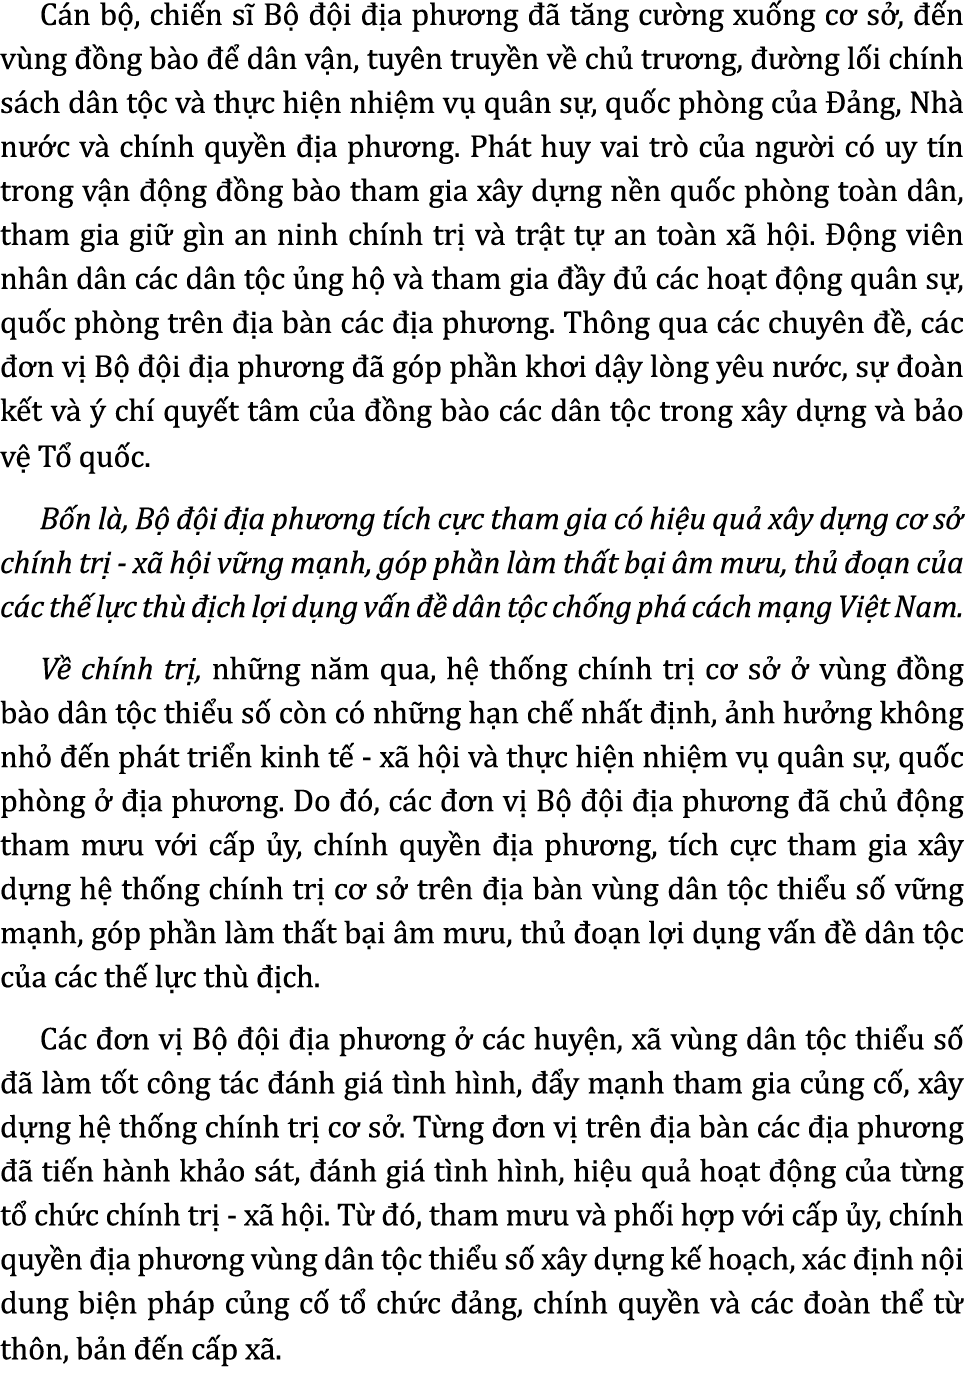 Cán bộ, chiến sĩ Bộ đội địa phương đã tăng cường xuống cơ sở, đến
vùng đồng bào để dân vận, tuyên truyền về chủ trương, đường lối chính
sách dân tộc và thực hiện nhiệm vụ quân sự, quốc phòng của Đảng, Nhà
nước và chính quyền địa phương. Phát huy vai trò của người có uy tín
trong vận động đồng bào tham gia xây dựng nền quốc phòng toàn dân,
tham gia giữ gìn an ninh chính trị và trật tự an toàn xã hội. Động viên
nhân dân các dân tộc ủng hộ và tham gia đầy đủ các hoạt động quân sự,
quốc phòng trên địa bàn các địa phương. Thông qua các chuyên đề, các
đơn vị Bộ đội địa phương đã góp phần khơi dậy lòng yêu nước, sự đoàn
kết và ý chí quyết tâm của đồng bào các dân tộc trong xây dựng và bảo
vệ Tổ quốc.
Bốn là, Bộ đội địa phương tích cực tham gia có hiệu quả xây dựng cơ sở
chính trị - xã hội vững mạnh, góp phần làm thất bại âm mưu, thủ đoạn của
các thế lực thù địch lợi dụng vấn đề dân tộc chống phá cách mạng Việt Nam.
Về chính trị, những năm qua, hệ thống chính trị cơ sở ở vùng đồng
bào dân tộc thiểu số còn có những hạn chế nhất định, ảnh hưởng không
nhỏ đến phát triển kinh tế - xã hội và thực hiện nhiệm vụ quân sự, quốc
phòng ở địa phương. Do đó, các đơn vị Bộ đội địa phương đã chủ động
tham mưu với cấp ủy, chính quyền địa phương, tích cực tham gia xây
dựng hệ thống chính trị cơ sở trên địa bàn vùng dân tộc thiểu số vững
mạnh, góp phần làm thất bại âm mưu, thủ đoạn lợi dụng vấn đề dân tộc
của các thế lực thù địch.
Các đơn vị Bộ đội địa phương ở các huyện, xã vùng dân tộc thiểu số
đã làm tốt công tác đánh giá tình hình, đẩy mạnh tham gia củng cố, xây
dựng hệ thống chính trị cơ sở. Từng đơn vị trên địa bàn các địa phương
đã tiến hành khảo sát, đánh giá tình hình, hiệu quả hoạt động của từng
tổ chức chính trị - xã hội. Từ đó, tham mưu và phối hợp với cấp ủy, chính
quyền địa phương vùng dân tộc thiểu số xây dựng kế hoạch, xác định nội
dung biện pháp củng cố tổ chức đảng, chính quyền và các đoàn thể từ
thôn, bản đến cấp xã.